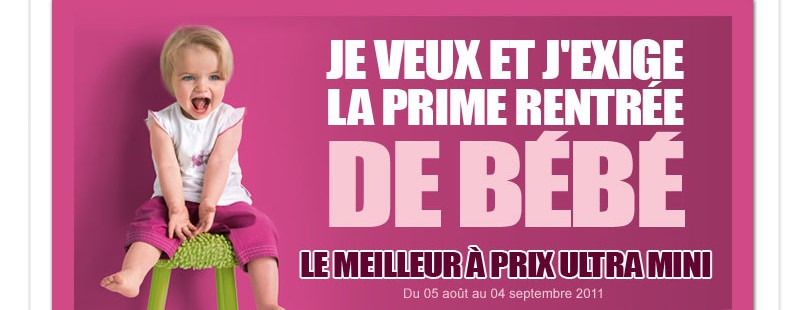 JE VEUX ET J'EXIGE
LA PRIME RENTRÉE
DE BÉBÉ
LE MEILLEUR À PRIX ULTRA MINI
Du 05 août au 04 septembre 2011